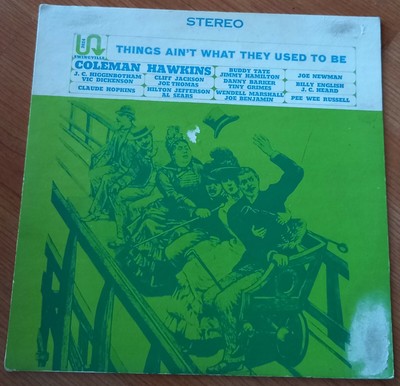 STEREO
SWINGVILLE
THINGS AIN'T WHAT THEY USED TO BE
COLEMAN HAWKINS
J. C. HIGGINBOTHAM
VIC DICKENSON
CLAUDE HOPKINS
CLIFF JACKSON
JOE THOMAS
HILTON JEFFERSON
AL SEARS
BUDDY TATE
JIMMY HAMILTON
DANNY BARKER
TINY GRIMES
WENDELL MARSHALL
JOE BENJAMIN
JOE NEWMAN
BILLY ENGLISH
J. C. HEARD
PEE WEE RUSSELL